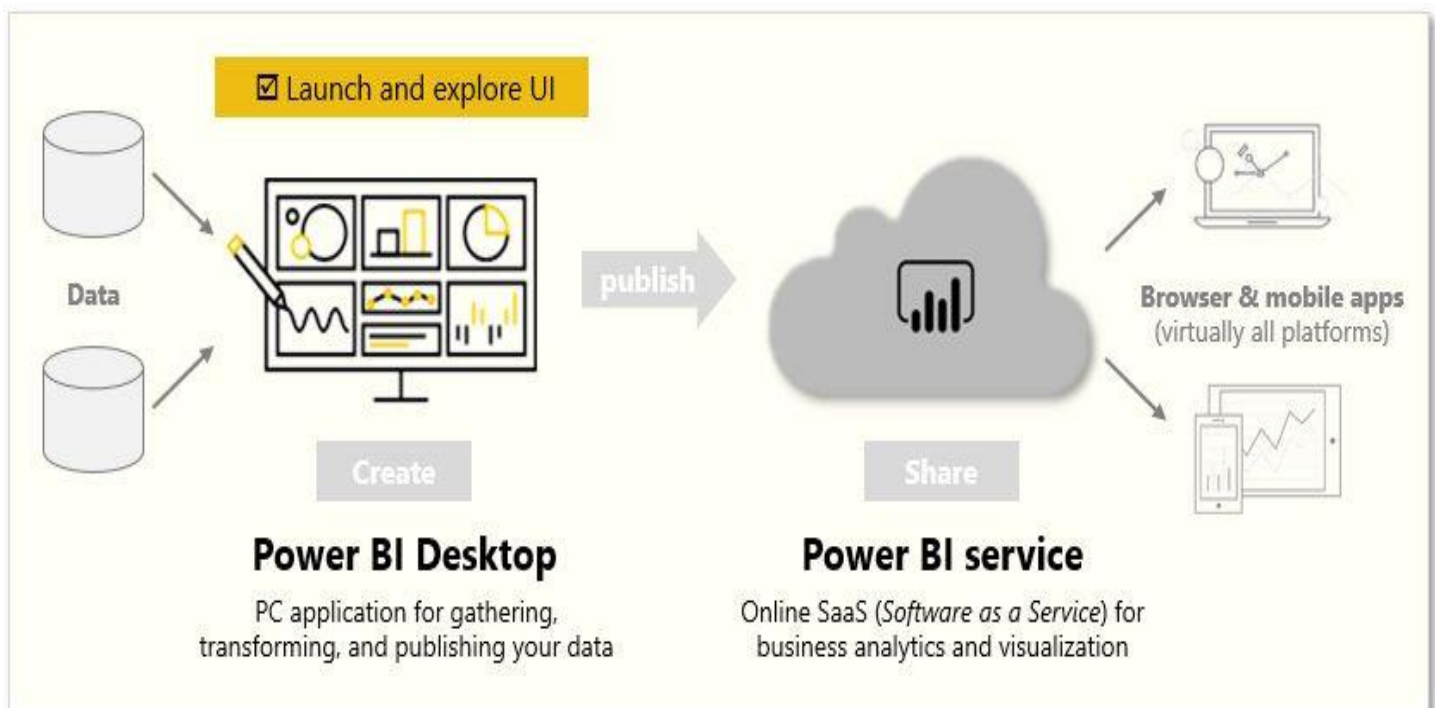 ☑ Launch and explore UI
Data
publish
Browser & mobile apps
(virtually all platforms)
Create
Share
Power BI Desktop
PC application for gathering,
transforming, and publishing your data
Power BI service
Online SaaS (Software as a Service) for
business analytics and visualization